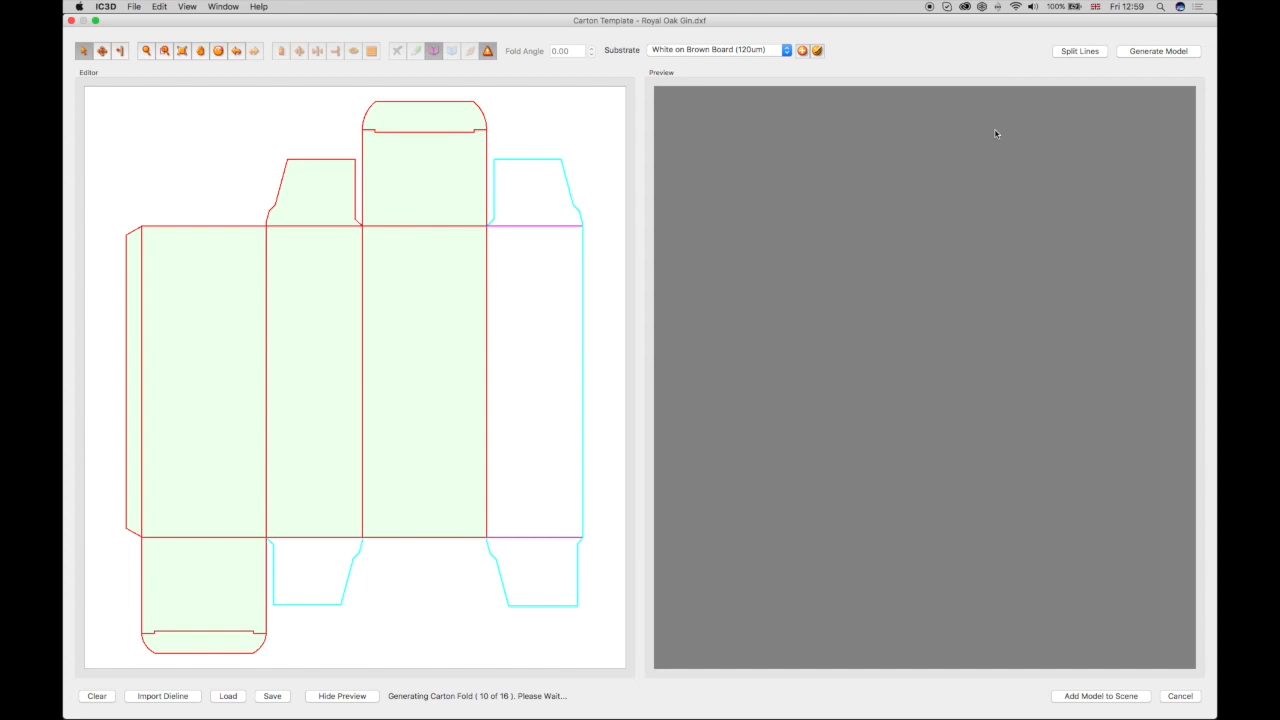 IC3D File Edit View Window Help 100% Fri 12:59
Carton Template - Royal Oak Gin.dxf
Fold Angle 0.00 Substrate White on Brown Board (120um) Split Lines Generate Model
Editor Preview
Clear Import Dieline Load Save Hide Preview Generating Carton Fold ( 10 of 16 ). Please Wait... Add Model to Scene Cancel